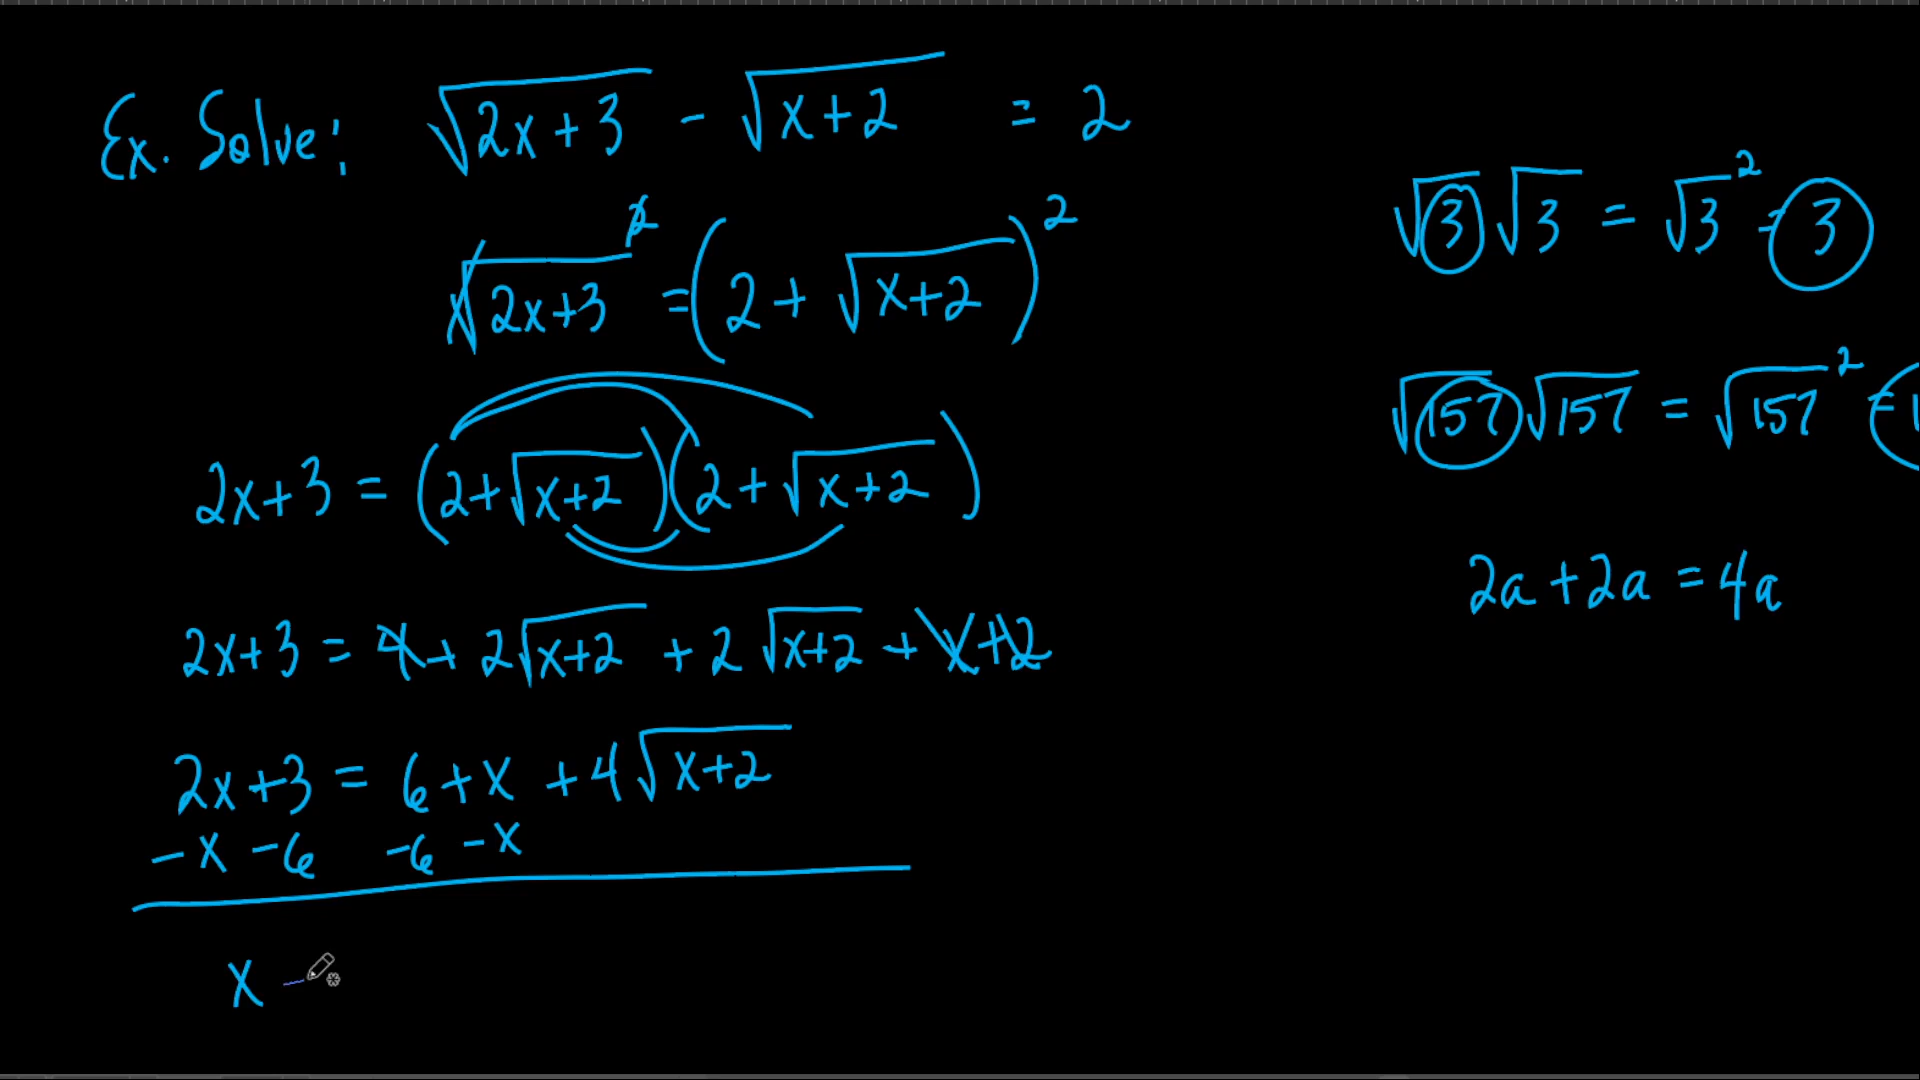 Ex. Solve: √(2x+3) - √(x+2) = 2
√(2x+3)² = (2 + √(x+2))²
2x+3 = (2+√(x+2))(2+√(x+2))
2x+3 = 4 + 2√(x+2) + 2√(x+2) + x+2
2x+3 = 6+x +4√(x+2)
-x -6 -6 -x
x -
√3 √3 = √3² = 3
√157 √157 = √157² =
2a+2a = 4a